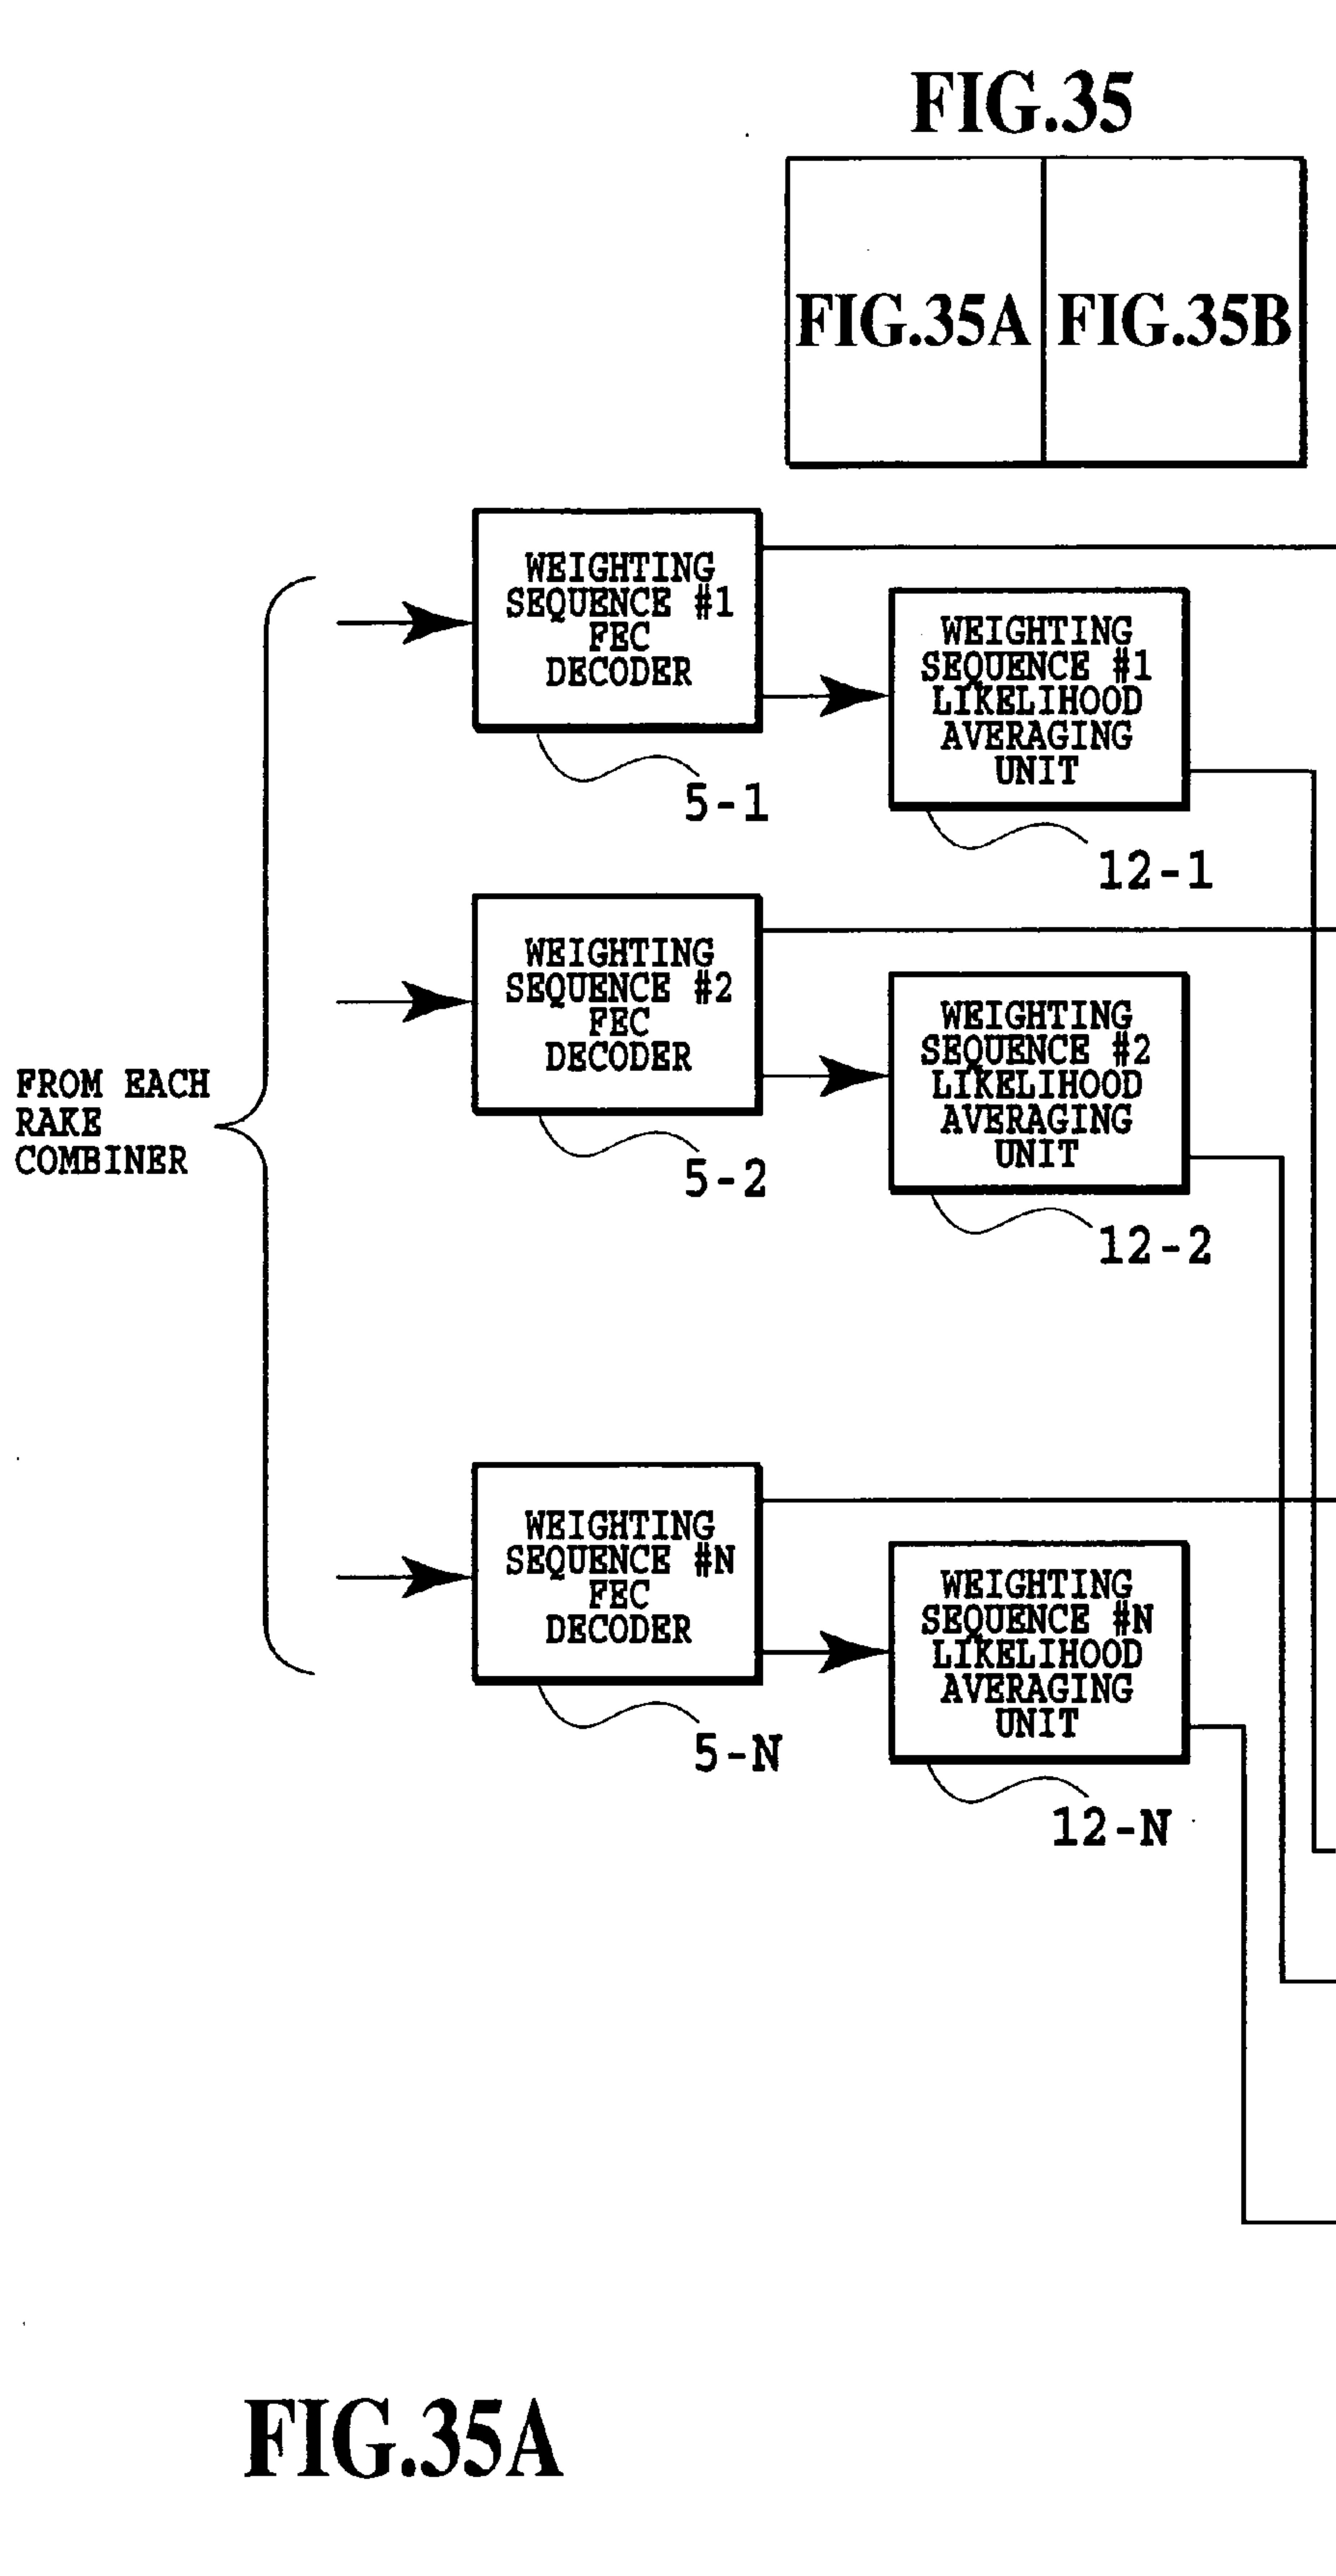 FIG.35
FIG.35A
FIG.35B
WEIGHTING
SEQUENCE #1
FEC
DECODER
5-1
WEIGHTING
SEQUENCE #1
LIKELIHOOD
AVERAGING
UNIT
12-1
WEIGHTING
SEQUENCE #2
FEC
DECODER
5-2
WEIGHTING
SEQUENCE #2
LIKELIHOOD
AVERAGING
UNIT
12-2
FROM EACH
RAKE
COMBINER
WEIGHTING
SEQUENCE #N
FEC
DECODER
5-N
WEIGHTING
SEQUENCE #N
LIKELIHOOD
AVERAGING
UNIT
12-N
FIG.35A